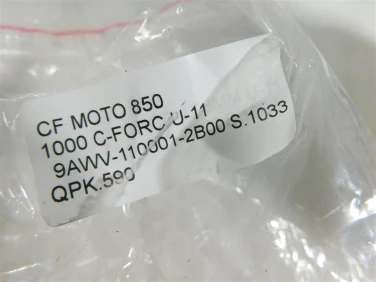 CF MOTO 850
1000 C-FORC U-11
9AWV-110001-2B00 S.1033
QPK.590